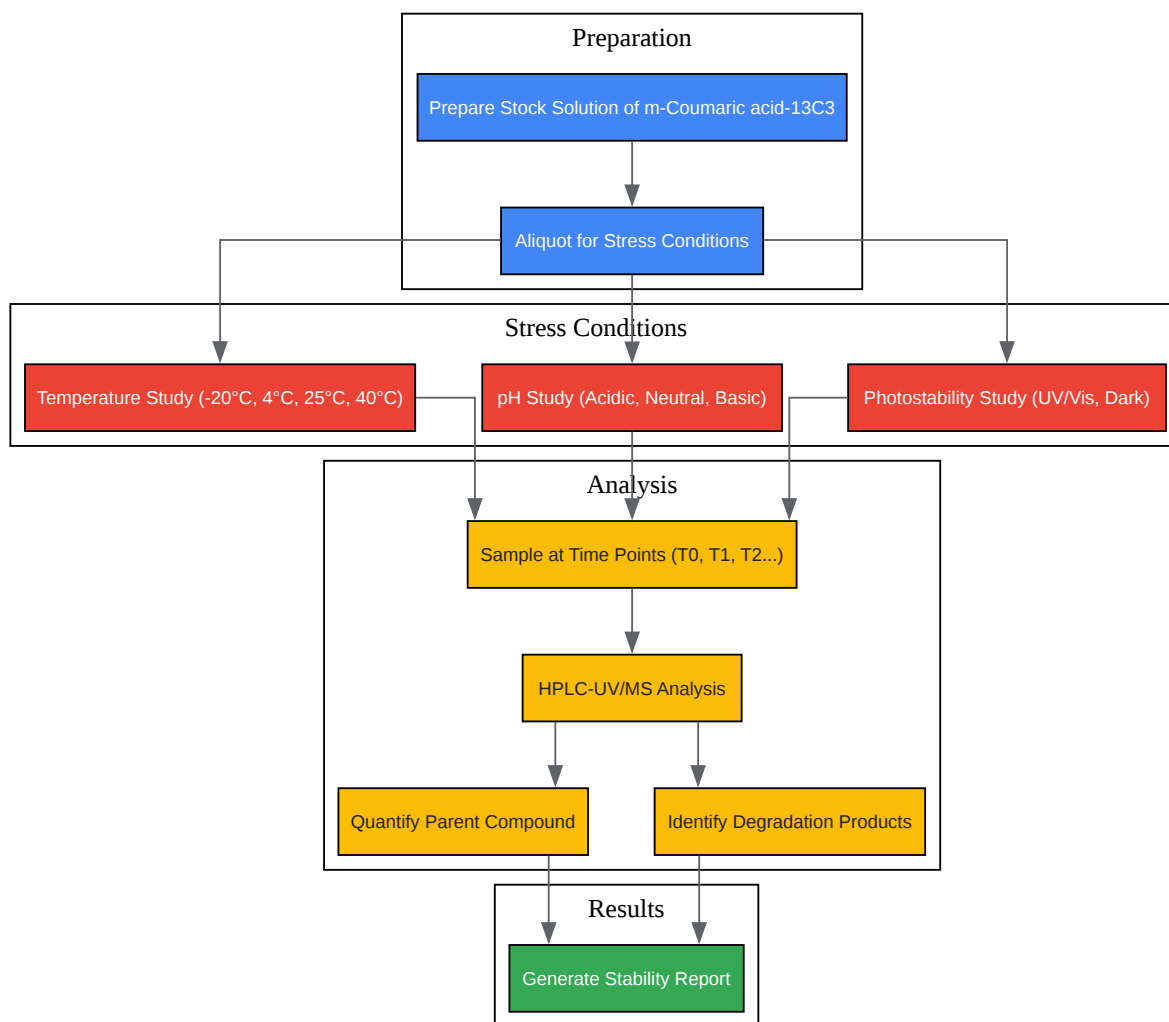 Preparation
Prepare Stock Solution of m-Coumaric acid-13C3
Aliquot for Stress Conditions
Stress Conditions
Temperature Study (-20°C, 4°C, 25°C, 40°C)
pH Study (Acidic, Neutral, Basic)
Photostability Study (UV/Vis, Dark)
Analysis
Sample at Time Points (T0, T1, T2...)
HPLC-UV/MS Analysis
Quantify Parent Compound
Identify Degradation Products
Results
Generate Stability Report